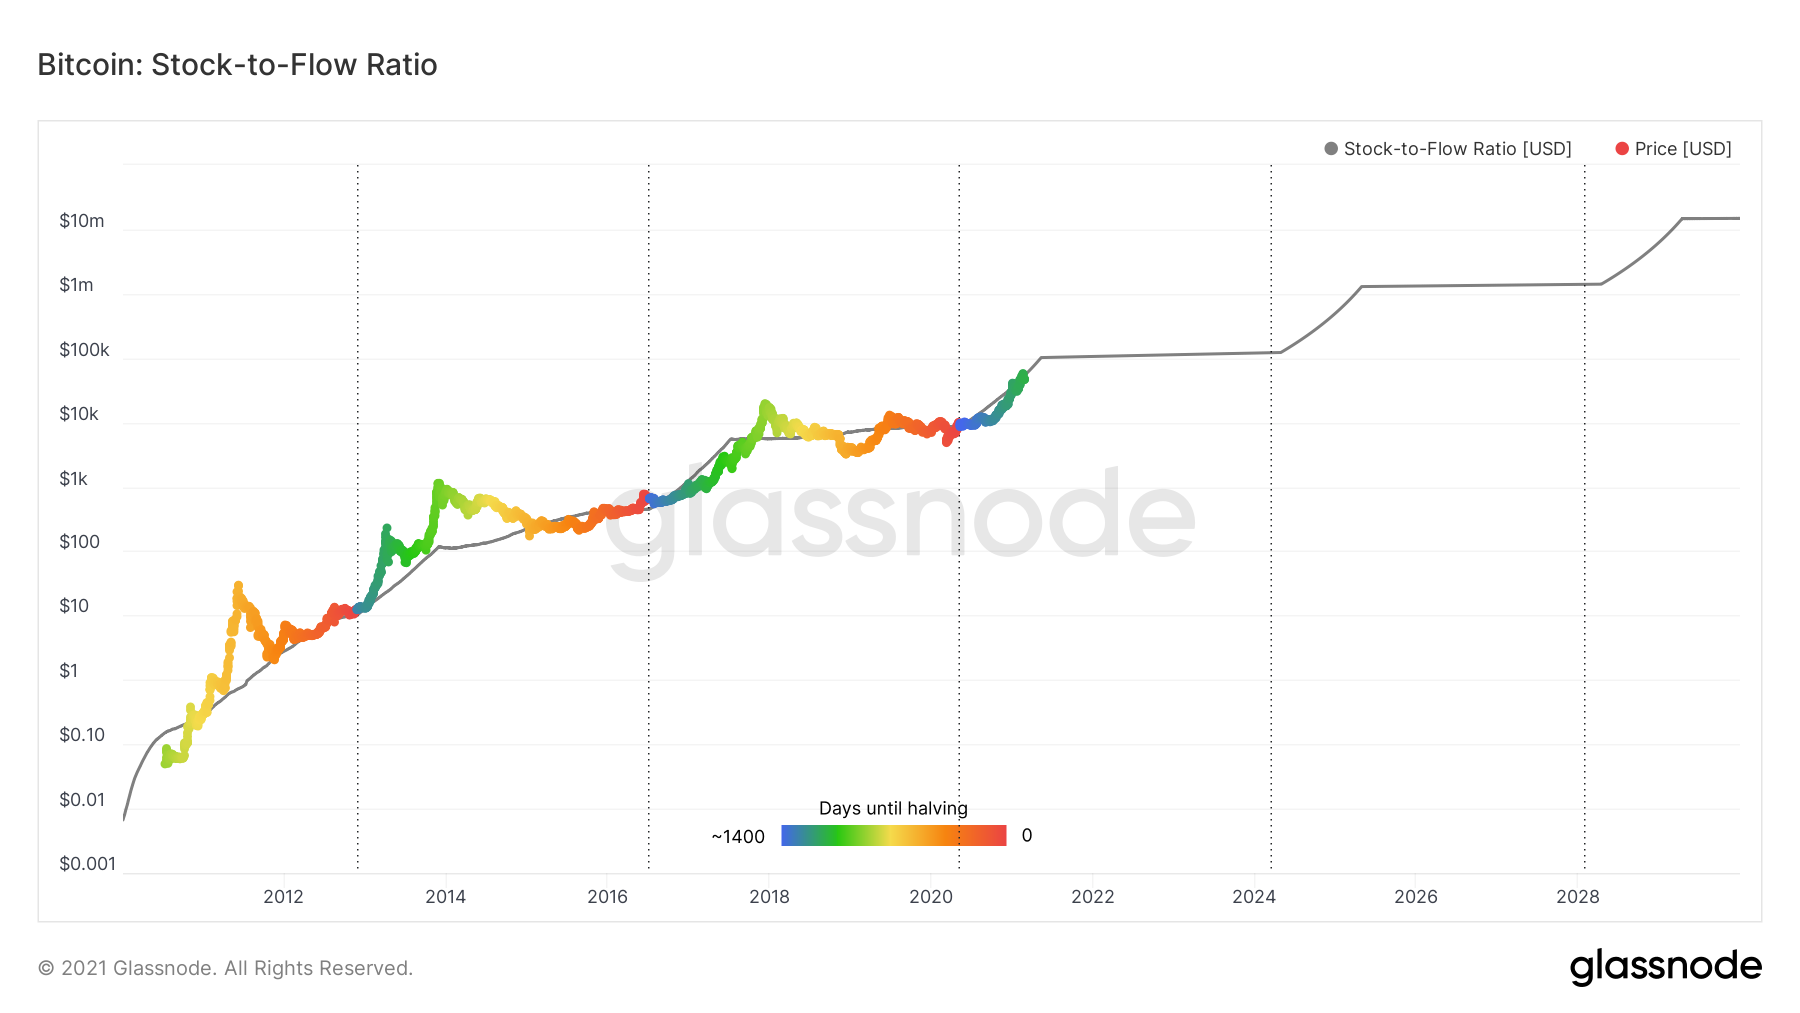 Bitcoin: Stock-to-Flow Ratio
Stock-to-Flow Ratio [USD] Price [USD]
$10m
$1m
$100k
$10k
$1k
$100
$10
$1
$0.10
$0.01
$0.001
glassnode
Days until halving
~1400 0
2012 2014 2016 2018 2020 2022 2024 2026 2028
© 2021 Glassnode. All Rights Reserved.
glassnode